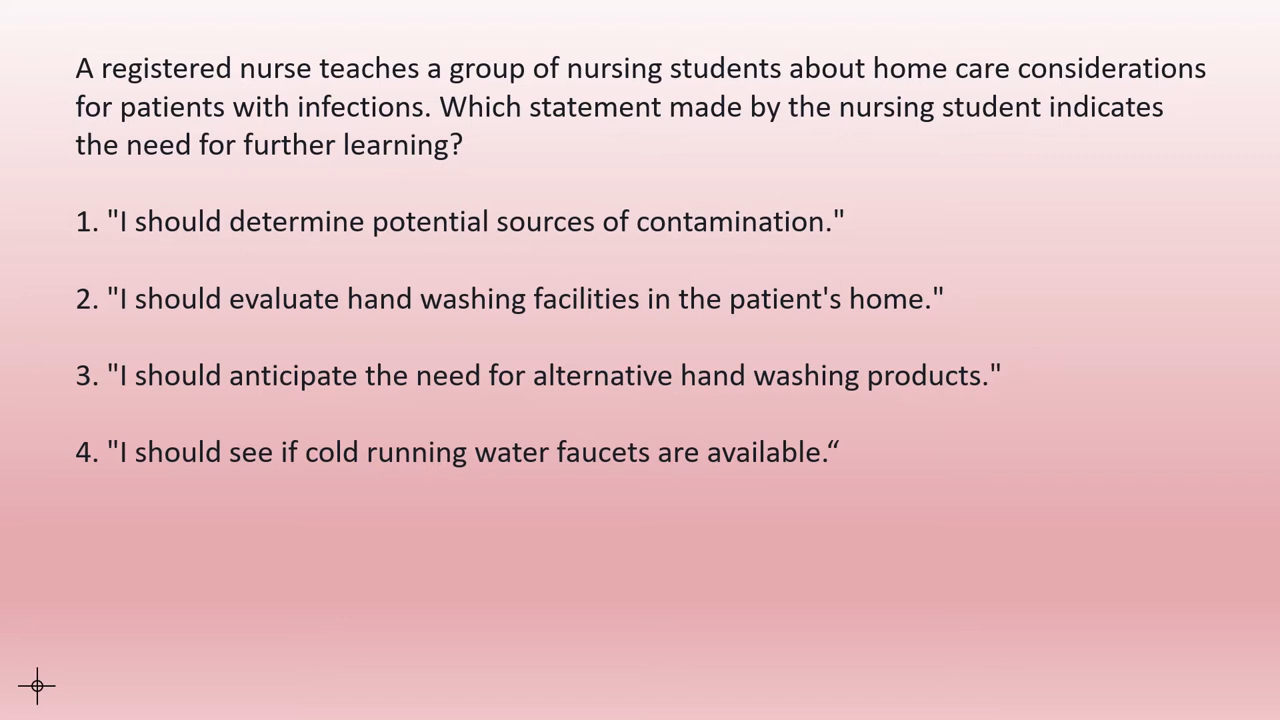 A registered nurse teaches a group of nursing students about home care considerations
for patients with infections. Which statement made by the nursing student indicates
the need for further learning?
1. "I should determine potential sources of contamination."
2. "I should evaluate hand washing facilities in the patient's home."
3. "I should anticipate the need for alternative hand washing products."
4. "I should see if cold running water faucets are available.“